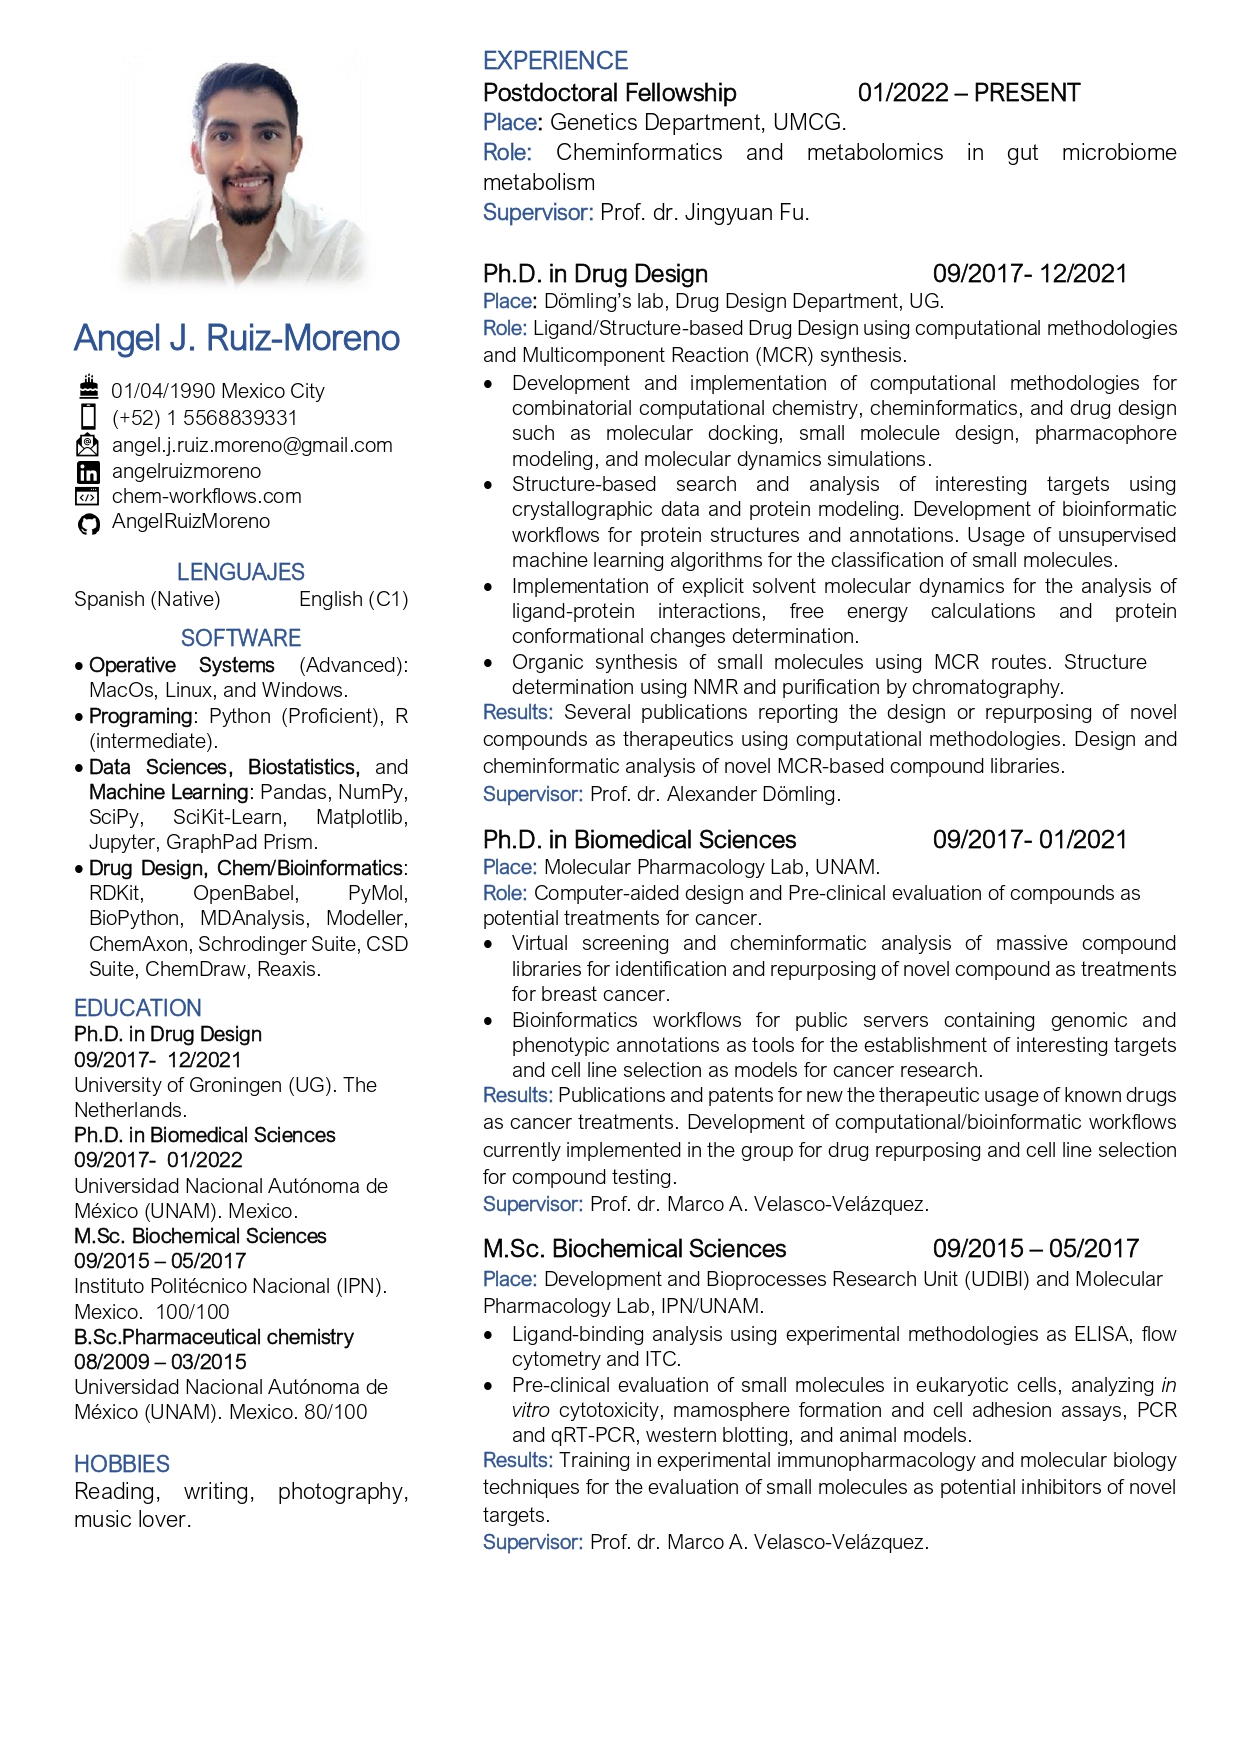 Angel J. Ruiz-Moreno
01/04/1990 Mexico City
(+52) 1 5568839331
angel.j.ruiz.moreno@gmail.com
angelruizmoreno
chem-workflows.com
AngelRuizMoreno
LENGUAJES
Spanish (Native) English (C1)
SOFTWARE
• Operative Systems (Advanced):
MacOs, Linux, and Windows.
• Programing: Python (Proficient), R
(intermediate).
• Data Sciences, Biostatistics, and
Machine Learning: Pandas, NumPy,
SciPy, SciKit-Learn, Matplotlib,
Jupyter, GraphPad Prism.
• Drug Design, Chem/Bioinformatics:
RDKit, OpenBabel, PyMol,
BioPython, MDAnalysis, Modeller,
ChemAxon, Schrodinger Suite, CSD
Suite, ChemDraw, Reaxis.
EDUCATION
Ph.D. in Drug Design
09/2017- 12/2021
University of Groningen (UG). The
Netherlands.
Ph.D. in Biomedical Sciences
09/2017- 01/2022
Universidad Nacional Autónoma de
México (UNAM). Mexico.
M.Sc. Biochemical Sciences
09/2015 – 05/2017
Instituto Politécnico Nacional (IPN).
Mexico. 100/100
B.Sc.Pharmaceutical chemistry
08/2009 – 03/2015
Universidad Nacional Autónoma de
México (UNAM). Mexico. 80/100
HOBBIES
Reading, writing, photography,
music lover.
EXPERIENCE
Postdoctoral Fellowship 01/2022 – PRESENT
Place: Genetics Department, UMCG.
Role: Cheminformatics and metabolomics in gut microbiome
metabolism
Supervisor: Prof. dr. Jingyuan Fu.
Ph.D. in Drug Design 09/2017- 12/2021
Place: Dömling’s lab, Drug Design Department, UG.
Role: Ligand/Structure-based Drug Design using computational methodologies
and Multicomponent Reaction (MCR) synthesis.
• Development and implementation of computational methodologies for
combinatorial computational chemistry, cheminformatics, and drug design
such as molecular docking, small molecule design, pharmacophore
modeling, and molecular dynamics simulations.
• Structure-based search and analysis of interesting targets using
crystallographic data and protein modeling. Development of bioinformatic
workflows for protein structures and annotations. Usage of unsupervised
machine learning algorithms for the classification of small molecules.
• Implementation of explicit solvent molecular dynamics for the analysis of
ligand-protein interactions, free energy calculations and protein
conformational changes determination.
• Organic synthesis of small molecules using MCR routes. Structure
determination using NMR and purification by chromatography.
Results: Several publications reporting the design or repurposing of novel
compounds as therapeutics using computational methodologies. Design and
cheminformatic analysis of novel MCR-based compound libraries.
Supervisor: Prof. dr. Alexander Dömling.
Ph.D. in Biomedical Sciences 09/2017- 01/2021
Place: Molecular Pharmacology Lab, UNAM.
Role: Computer-aided design and Pre-clinical evaluation of compounds as
potential treatments for cancer.
• Virtual screening and cheminformatic analysis of massive compound
libraries for identification and repurposing of novel compound as treatments
for breast cancer.
• Bioinformatics workflows for public servers containing genomic and
phenotypic annotations as tools for the establishment of interesting targets
and cell line selection as models for cancer research.
Results: Publications and patents for new the therapeutic usage of known drugs
as cancer treatments. Development of computational/bioinformatic workflows
currently implemented in the group for drug repurposing and cell line selection
for compound testing.
Supervisor: Prof. dr. Marco A. Velasco-Velázquez.
M.Sc. Biochemical Sciences 09/2015 – 05/2017
Place: Development and Bioprocesses Research Unit (UDIBI) and Molecular
Pharmacology Lab, IPN/UNAM.
• Ligand-binding analysis using experimental methodologies as ELISA, flow
cytometry and ITC.
• Pre-clinical evaluation of small molecules in eukaryotic cells, analyzing in
vitro cytotoxicity, mamosphere formation and cell adhesion assays, PCR
and qRT-PCR, western blotting, and animal models.
Results: Training in experimental immunopharmacology and molecular biology
techniques for the evaluation of small molecules as potential inhibitors of novel
targets.
Supervisor: Prof. dr. Marco A. Velasco-Velázquez.